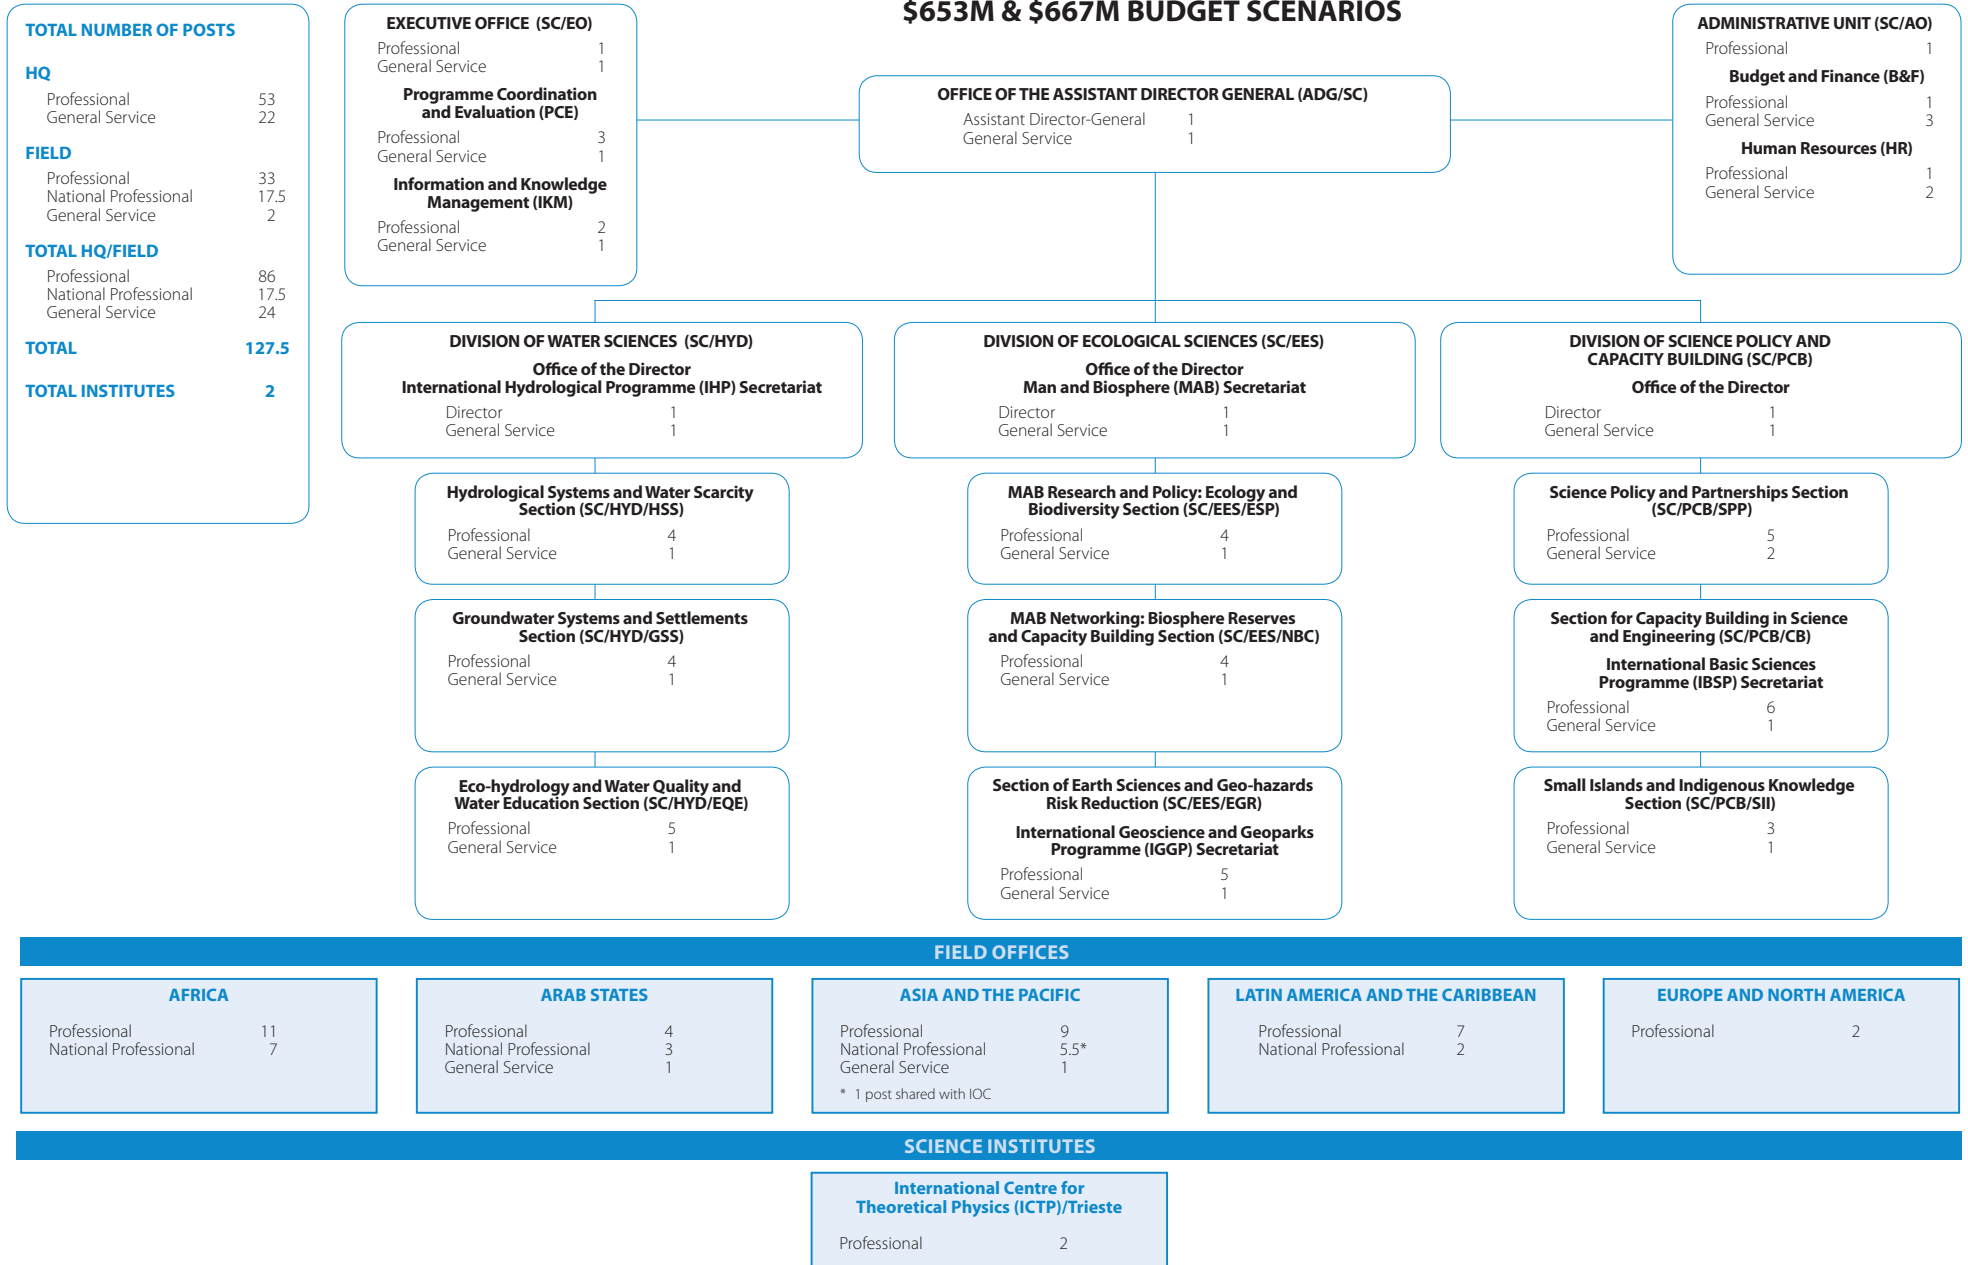 $653M & $667M BUDGET SCENARIOS
TOTAL NUMBER OF POSTS
HQ
Professional 53
General Service 22
FIELD
Professional 33
National Professional 17.5
General Service 2
TOTAL HQ/FIELD
Professional 86
National Professional 17.5
General Service 24
TOTAL 127.5
TOTAL INSTITUTES 2
EXECUTIVE OFFICE (SC/EO)
Professional 1
General Service 1
Programme Coordination
and Evaluation (PCE)
Professional 3
General Service 1
Information and Knowledge
Management (IKM)
Professional 2
General Service 1
OFFICE OF THE ASSISTANT DIRECTOR GENERAL (ADG/SC)
Assistant Director-General 1
General Service 1
ADMINISTRATIVE UNIT (SC/AO)
Professional 1
Budget and Finance (B&F)
Professional 1
General Service 3
Human Resources (HR)
Professional 1
General Service 2
DIVISION OF WATER SCIENCES (SC/HYD)
Office of the Director
International Hydrological Programme (IHP) Secretariat
Director 1
General Service 1
Hydrological Systems and Water Scarcity
Section (SC/HYD/HSS)
Professional 4
General Service 1
Groundwater Systems and Settlements
Section (SC/HYD/GSS)
Professional 4
General Service 1
Eco-hydrology and Water Quality and
Water Education Section (SC/HYD/EQE)
Professional 5
General Service 1
DIVISION OF ECOLOGICAL SCIENCES (SC/EES)
Office of the Director
Man and Biosphere (MAB) Secretariat
Director 1
General Service 1
MAB Research and Policy: Ecology and
Biodiversity Section (SC/EES/ESP)
Professional 4
General Service 1
MAB Networking: Biosphere Reserves
and Capacity Building Section (SC/EES/NBC)
Professional 4
General Service 1
Section of Earth Sciences and Geo-hazards
Risk Reduction (SC/EES/EGR)
International Geoscience and Geoparks
Programme (IGGP) Secretariat
Professional 5
General Service 1
DIVISION OF SCIENCE POLICY AND
CAPACITY BUILDING (SC/PCB)
Office of the Director
Director 1
General Service 1
Science Policy and Partnerships Section
(SC/PCB/SPP)
Professional 5
General Service 2
Section for Capacity Building in Science
and Engineering (SC/PCB/CB)
International Basic Sciences
Programme (IBSP) Secretariat
Professional 6
General Service 1
Small Islands and Indigenous Knowledge
Section (SC/PCB/SII)
Professional 3
General Service 1
FIELD OFFICES
AFRICA
Professional 11
National Professional 7
ARAB STATES
Professional 4
National Professional 3
General Service 1
ASIA AND THE PACIFIC
Professional 9
National Professional 5.5*
General Service 1
* 1 post shared with IOC
LATIN AMERICA AND THE CARIBBEAN
Professional 7
National Professional 2
EUROPE AND NORTH AMERICA
Professional 2
SCIENCE INSTITUTES
International Centre for
Theoretical Physics (ICTP)/Trieste
Professional 2